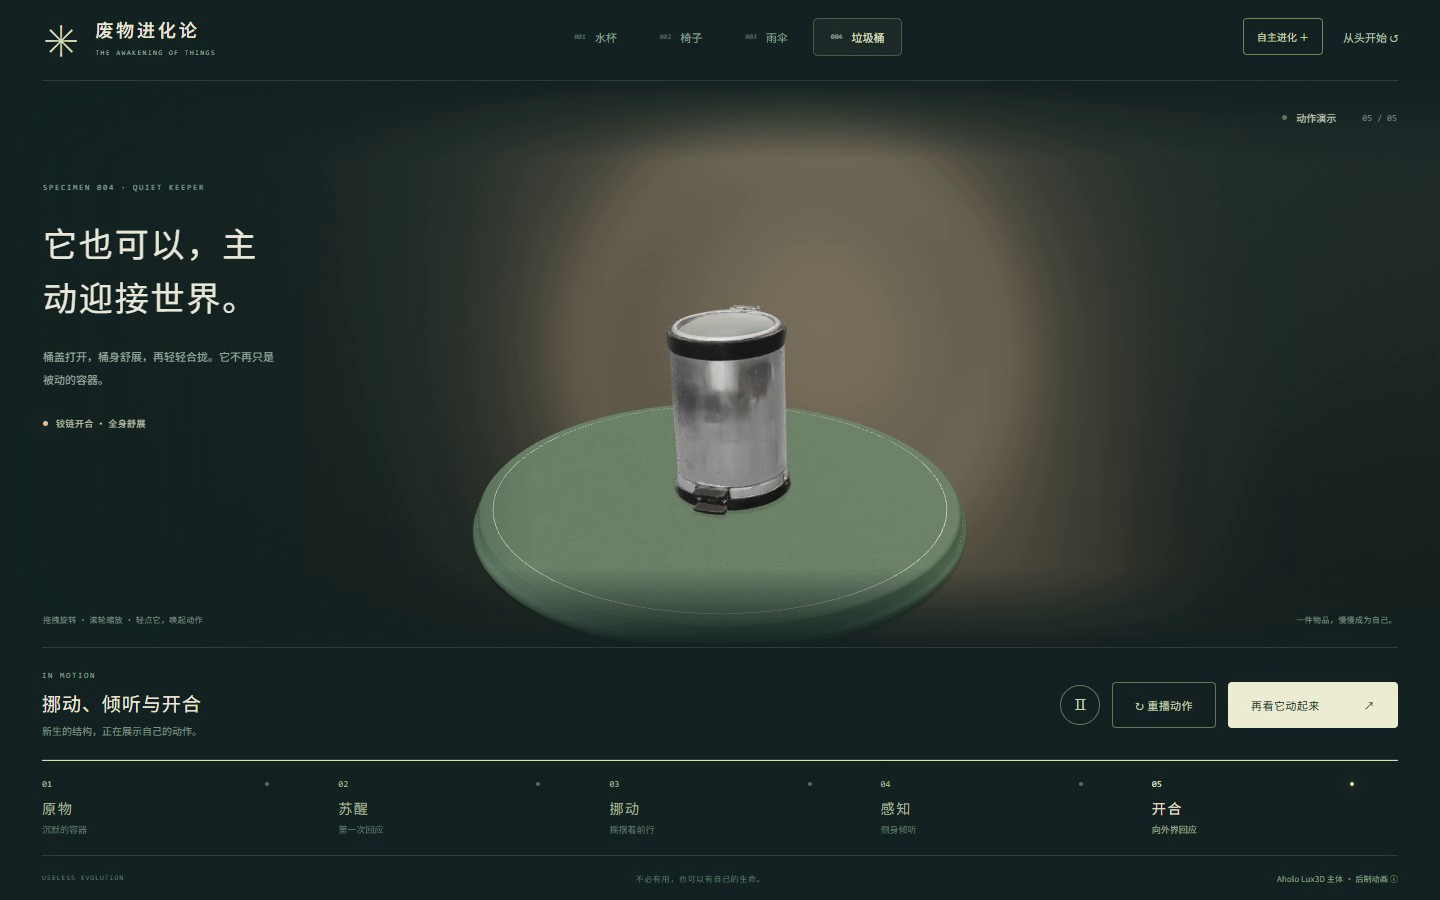 废物进化论
THE AWAKENING OF THINGS
001 水杯
002 椅子
003 雨伞
004 垃圾桶
自主进化 +
从头开始 ↺
动作演示 05 / 05
SPECIMEN 004 · QUIET KEEPER
它也可以，主
动迎接世界。
桶盖打开，桶身舒展，再轻轻合拢。它不再只是
被动的容器。
铰链开合 · 全身舒展
拖拽旋转 · 滚轮缩放 · 轻点它，唤起动作
一件物品，慢慢成为自己。
IN MOTION
挪动、倾听与开合
新生的结构，正在展示自己的动作。
↻ 重播动作
再看它动起来 ↗
01
原物
沉默的容器
02
苏醒
第一次回应
03
挪动
摇摆着前行
04
感知
侧身倾听
05
开合
向外界回应
USELESS EVOLUTION
不必有用，也可以有自己的生命。
Aholo Lux3D 主体 · 后制动画 ⓘ